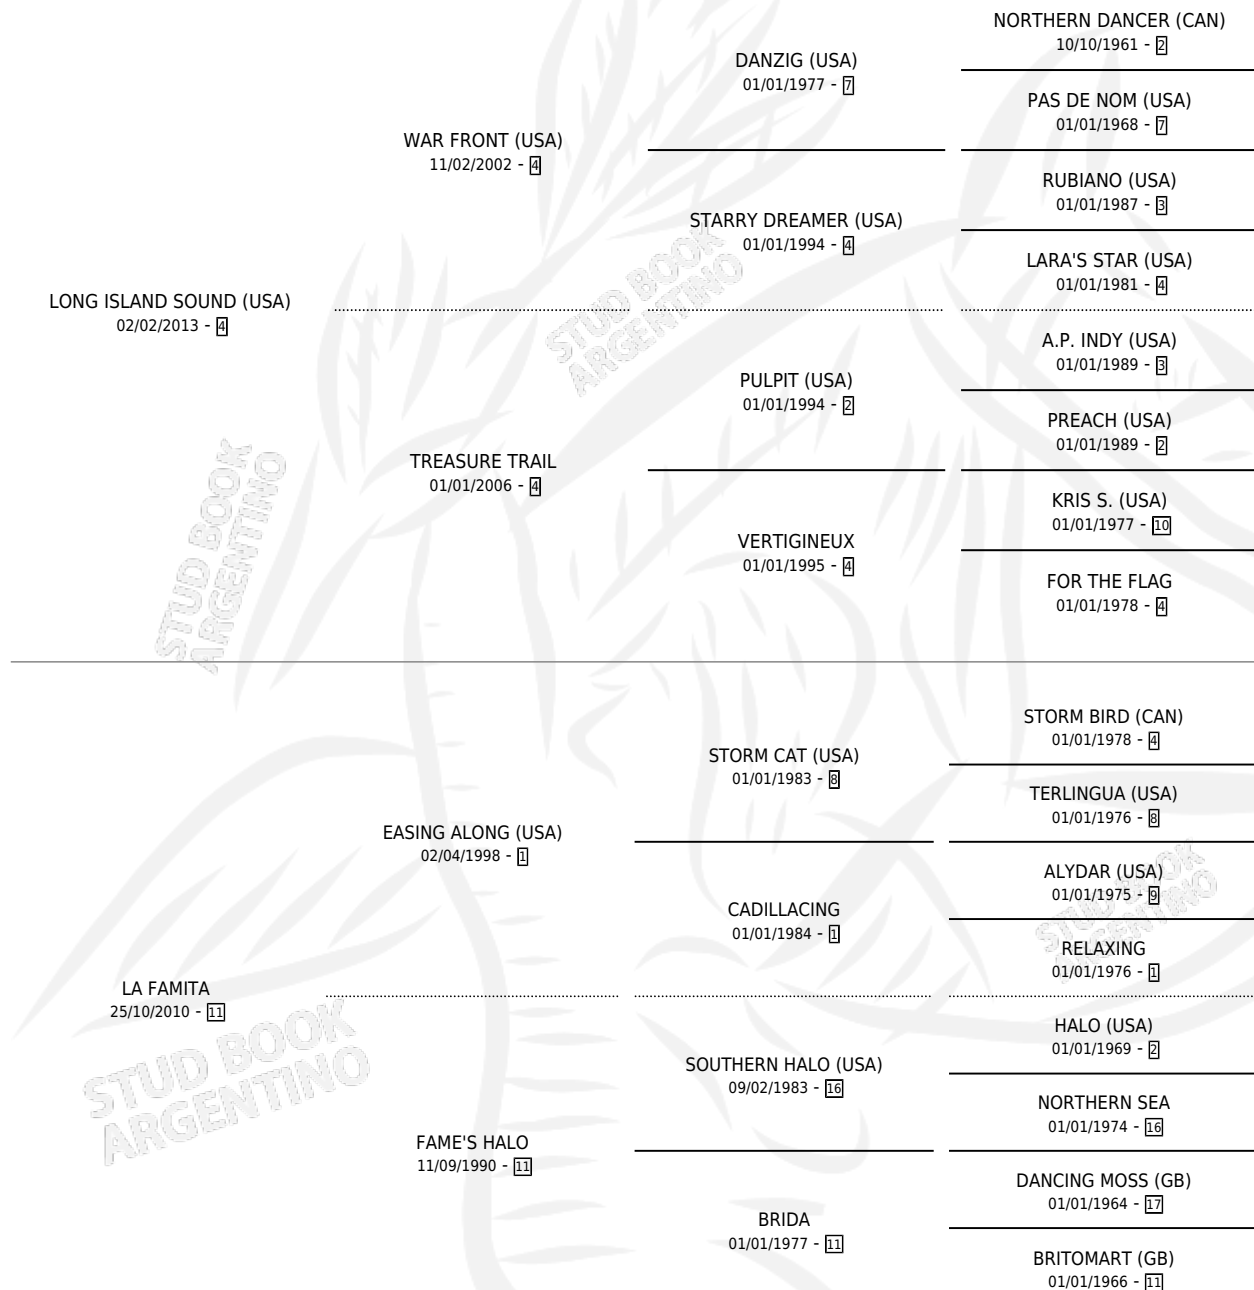 NORTHERN DANCER (CAN)
10/10/1961 - 2
DANZIG (USA)
01/01/1977 - 7
PAS DE NOM (USA)
01/01/1968 - 7
WAR FRONT (USA)
11/02/2002 - 4
RUBIANO (USA)
01/01/1987 - 3
STARRY DREAMER (USA)
01/01/1994 - 4
LARA'S STAR (USA)
01/01/1981 - 4
LONG ISLAND SOUND (USA)
02/02/2013 - 4
STUD BOOK
ARGENTINO
A.P. INDY (USA)
01/01/1989 - 3
PULPIT (USA)
01/01/1994 - 2
PREACH (USA)
01/01/1989 - 2
TREASURE TRAIL
01/01/2006 - 4
KRIS S. (USA)
01/01/1977 - 10
VERTIGINEUX
01/01/1995 - 4
FOR THE FLAG
01/01/1978 - 4
STUD BOOK
ARGENTINO
STORM BIRD (CAN)
01/01/1978 - 4
STORM CAT (USA)
01/01/1983 - 8
TERLINGUA (USA)
01/01/1976 - 8
EASING ALONG (USA)
02/04/1998 - 1
ALYDAR (USA)
01/01/1975 - 9
CADILLACING
01/01/1984 - 1
STUD BOOK
ARGENTINO
RELAXING
01/01/1976 - 1
LA FAMITA
25/10/2010 - 11
HALO (USA)
01/01/1969 - 2
SOUTHERN HALO (USA)
09/02/1983 - 16
STUD BOOK
ARGENTINO
NORTHERN SEA
01/01/1974 - 16
FAME'S HALO
11/09/1990 - 11
DANCING MOSS (GB)
01/01/1964 - 17
BRIDA
01/01/1977 - 11
BRITOMART (GB)
01/01/1966 - 11